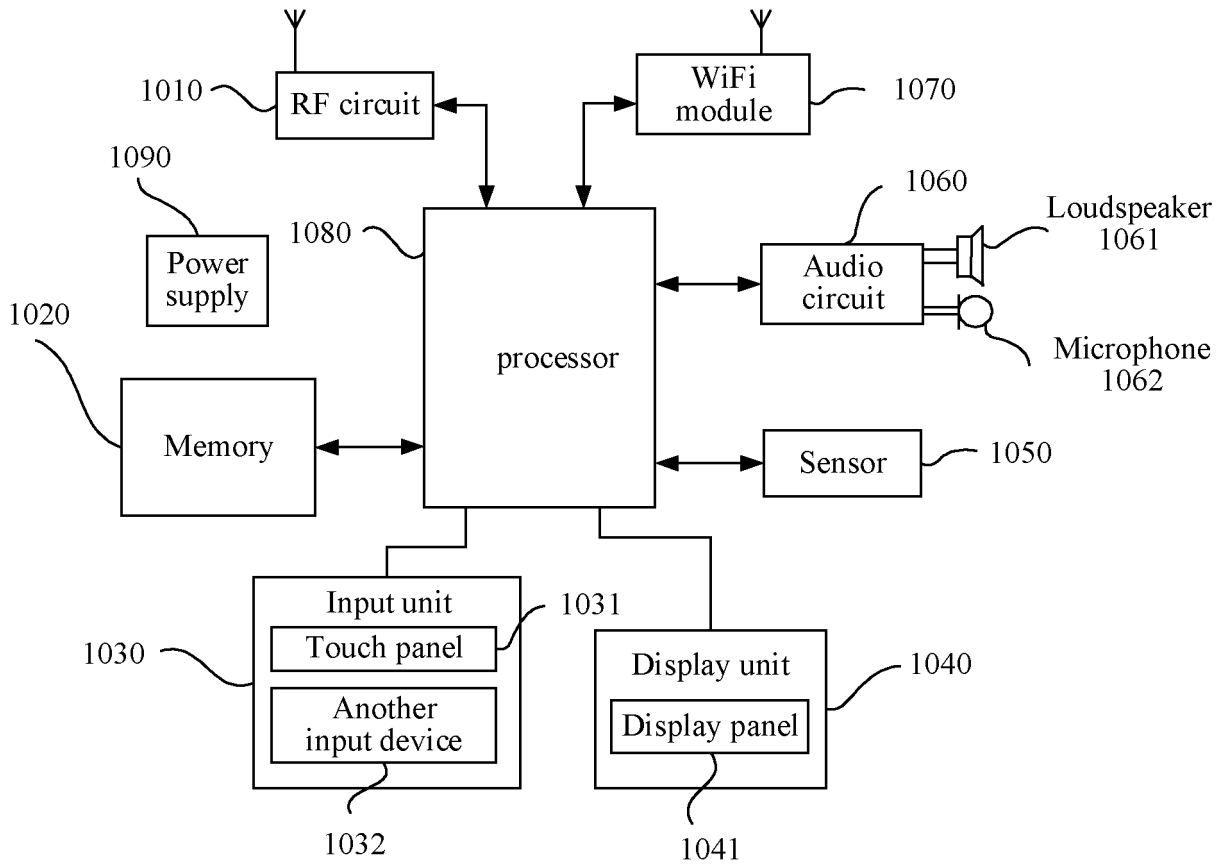 1010
RF circuit
WiFi
module
1070
1090
Power
supply
1080
1060
Loudspeaker
1061
Audio
circuit
1020
processor
Microphone
1062
Memory
Sensor
1050
Input unit
1031
Touch panel
1030
Another
input device
1032
Display unit
1040
Display panel
1041